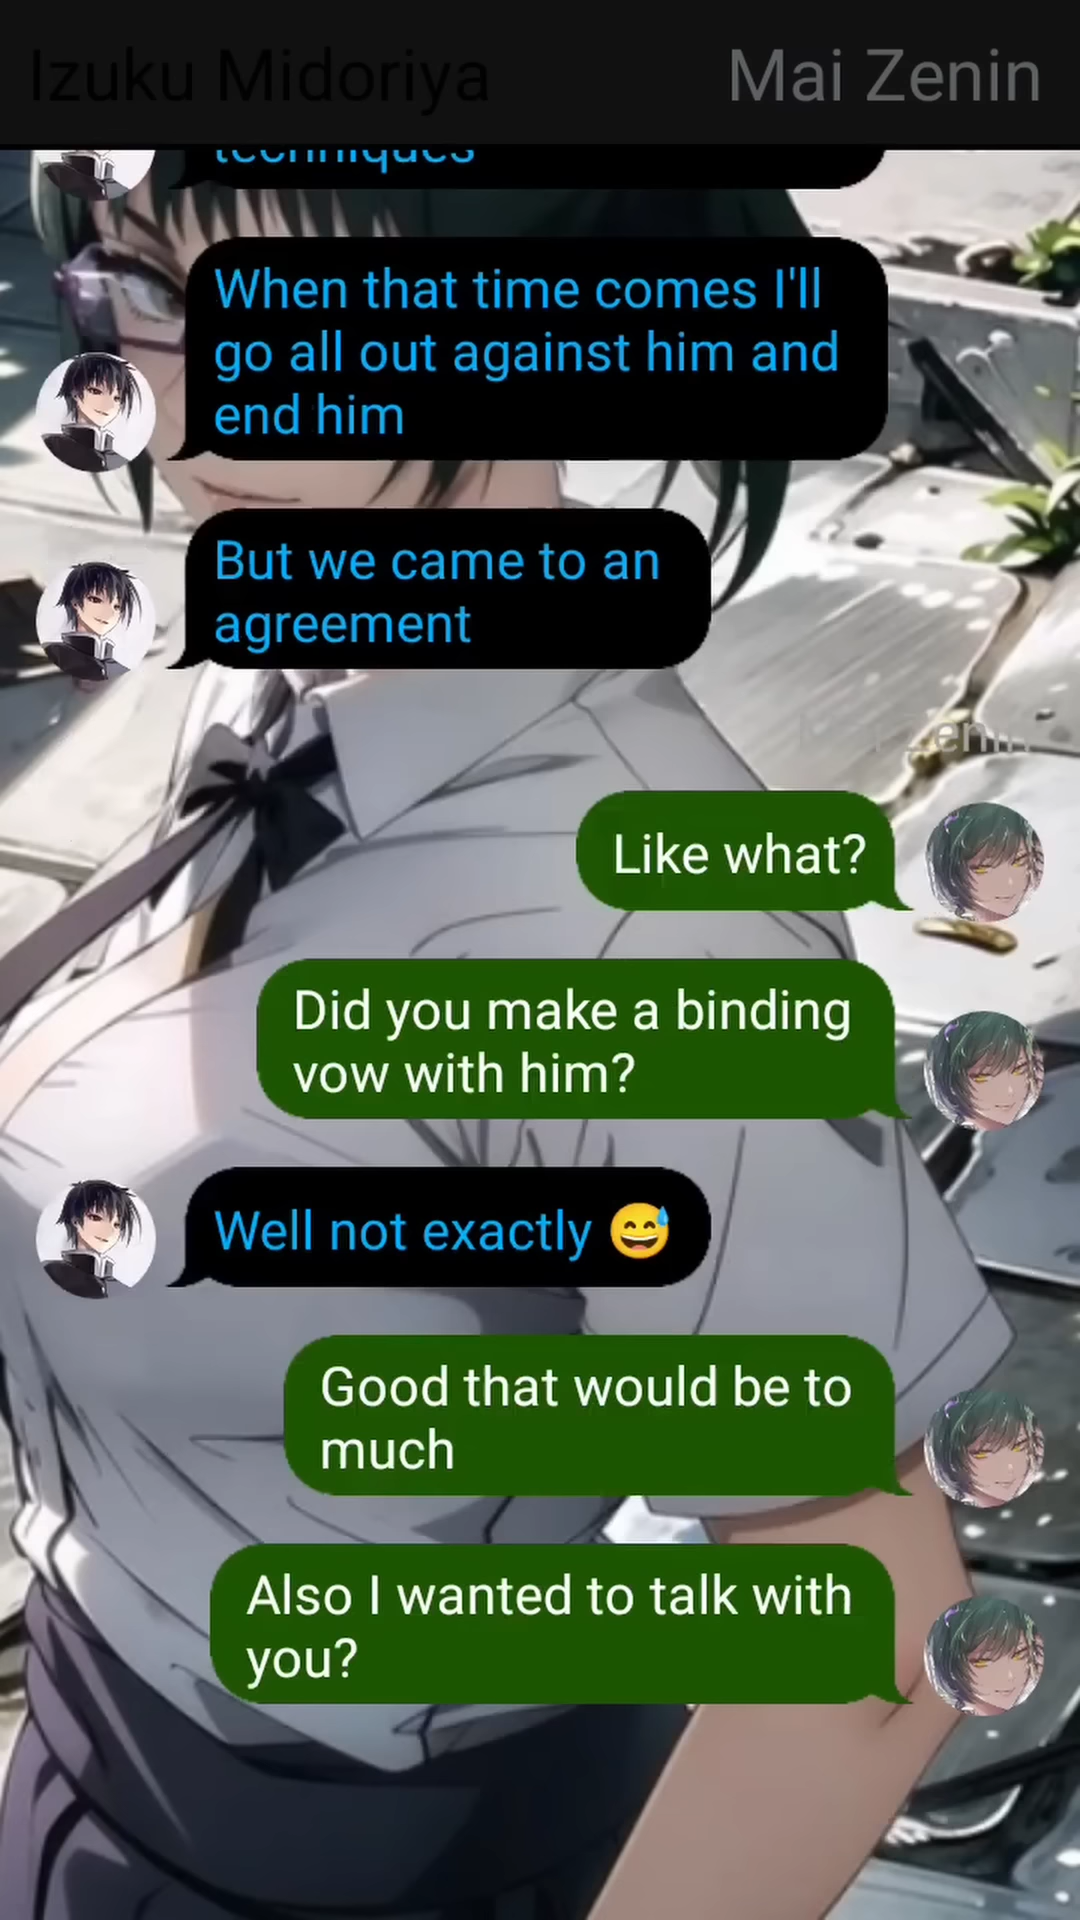 Izuku Midoriya
Mai Zenin
techniques
When that time comes I'll
go all out against him and
end him
But we came to an
agreement
Zenin
Like what?
Did you make a binding
vow with him?
Well not exactly 😅
Good that would be to
much
Also I wanted to talk with
you?